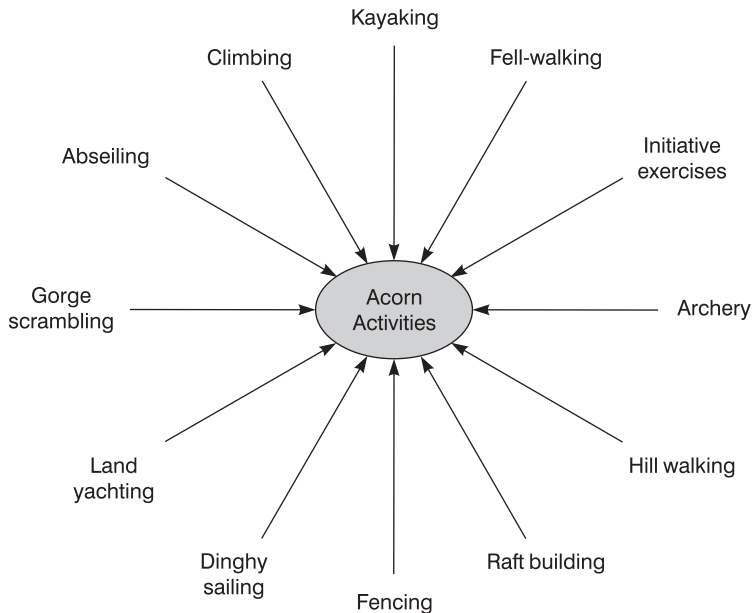 Kayaking
Climbing
Fell-walking
Abseiling
Initiative
exercises
Gorge
scrambling
Acorn
Activities
Archery
Land
yachting
Hill walking
Dinghy
sailing
Raft building
Fencing